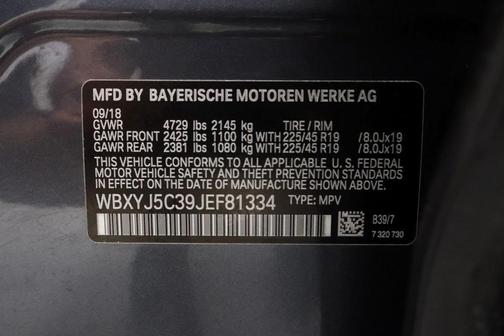 MFD BY BAYERISCHE MOTOREN WERKE AG
09/18
GVWR 4729 lbs 2145 kg TIRE / RIM
GAWR FRONT 2425 lbs 1100 kg WITH 225/45 R19 / 8.0Jx19
GAWR REAR 2381 lbs 1080 kg WITH 225/45 R19 / 8.0Jx19
THIS VEHICLE CONFORMS TO ALL APPLICABLE U.S. FEDERAL
MOTOR VEHICLE SAFETY, BUMPER, AND THEFT PREVENTION
STANDARDS IN EFFECT ON THE DATE OF MANUFACTURE SHOWN ABOVE.
WBXYJ5C39JEF81334 TYPE: MPV
B39/7
7 320 730